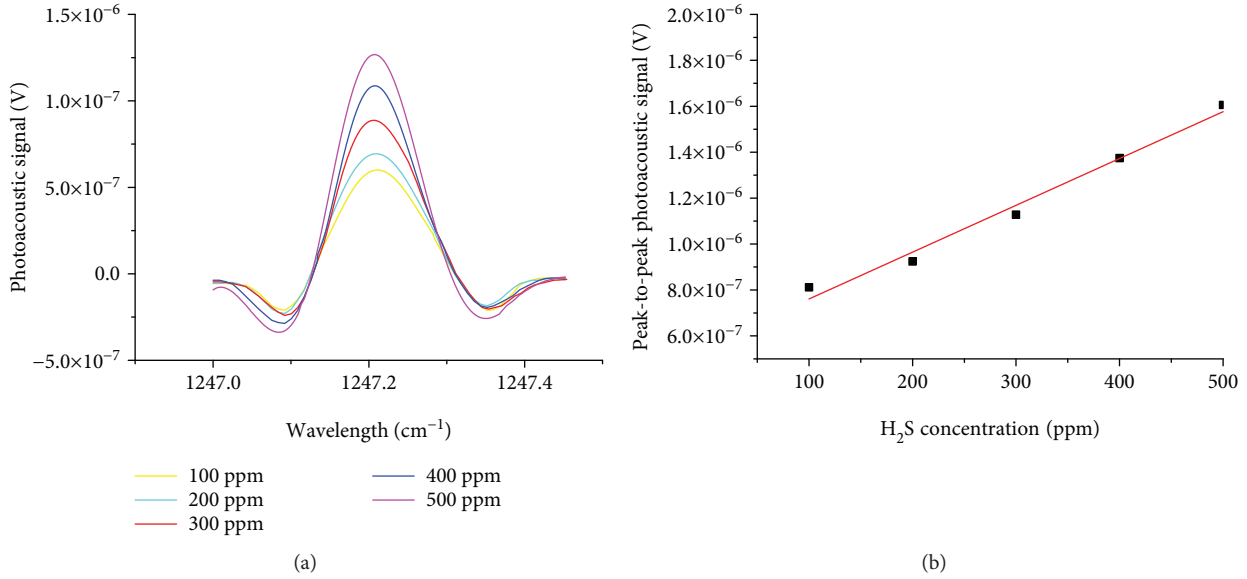 1.5×10⁻⁶
1.0×10⁻⁶
5.0×10⁻⁷
0.0
−5.0×10⁻⁷
Photoacoustic signal (V)
1247.0 1247.2 1247.4
Wavelength (cm⁻¹)
100 ppm 400 ppm
200 ppm 500 ppm
300 ppm
(a)
2.0×10⁻⁶
1.8×10⁻⁶
1.6×10⁻⁶
1.4×10⁻⁶
1.2×10⁻⁶
1.0×10⁻⁶
8.0×10⁻⁷
6.0×10⁻⁷
Peak-to-peak photoacoustic signal (V)
100 200 300 400 500
H₂S concentration (ppm)
(b)